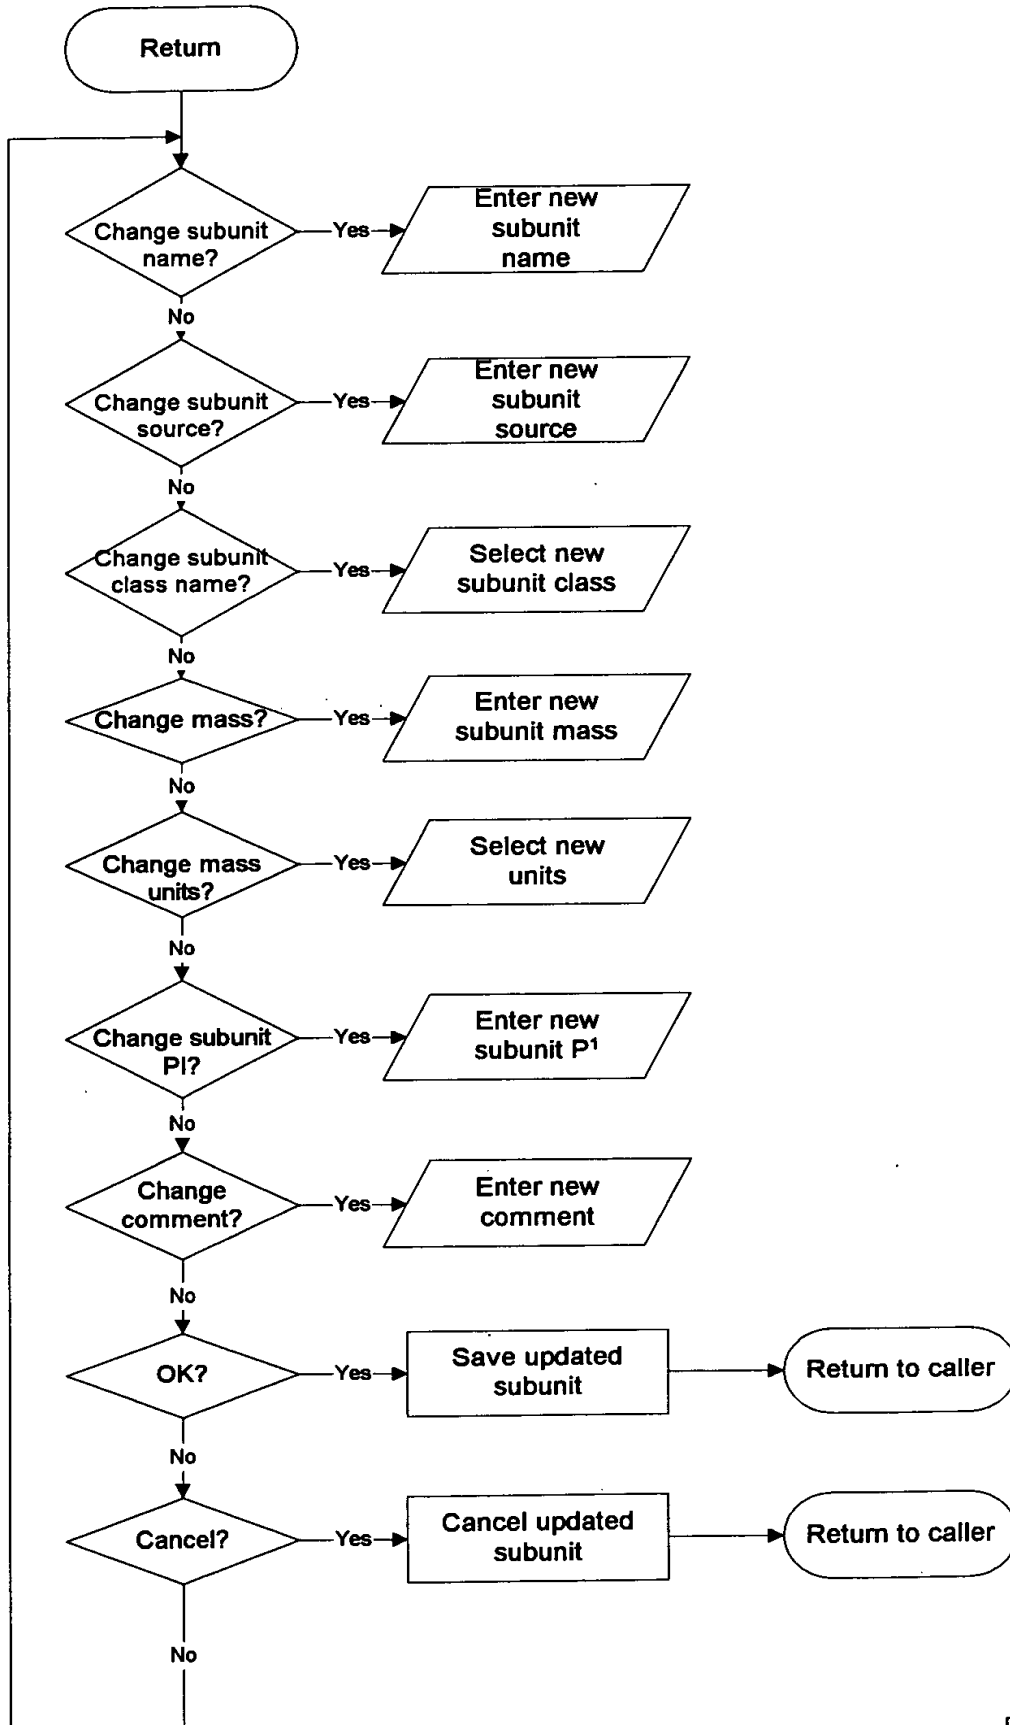 Return
Change subunit
name?
Yes
Enter new
subunit
name
No
Change subunit
source?
Yes
Enter new
subunit
source
No
Change subunit
class name?
Yes
Select new
subunit class
No
Change mass?
Yes
Enter new
subunit mass
No
Change mass
units?
Yes
Select new
units
No
Change subunit
PI?
Yes
Enter new
subunit P¹
No
Change
comment?
Yes
Enter new
comment
No
OK?
Yes
Save updated
subunit
Return to caller
No
Cancel?
Yes
Cancel updated
subunit
Return to caller
No